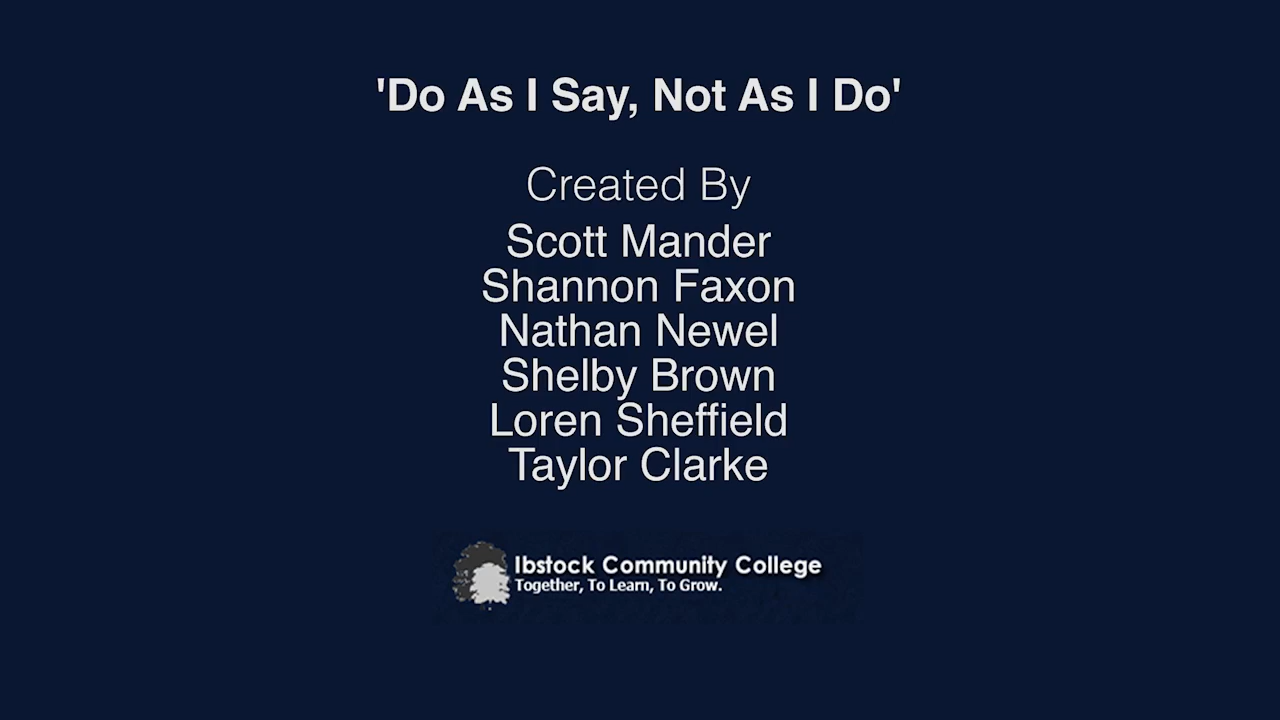 'Do As I Say, Not As I Do'
Created By
Scott Mander
Shannon Faxon
Nathan Newel
Shelby Brown
Loren Sheffield
Taylor Clarke
Ibstock Community College
Together, To Learn, To Grow.